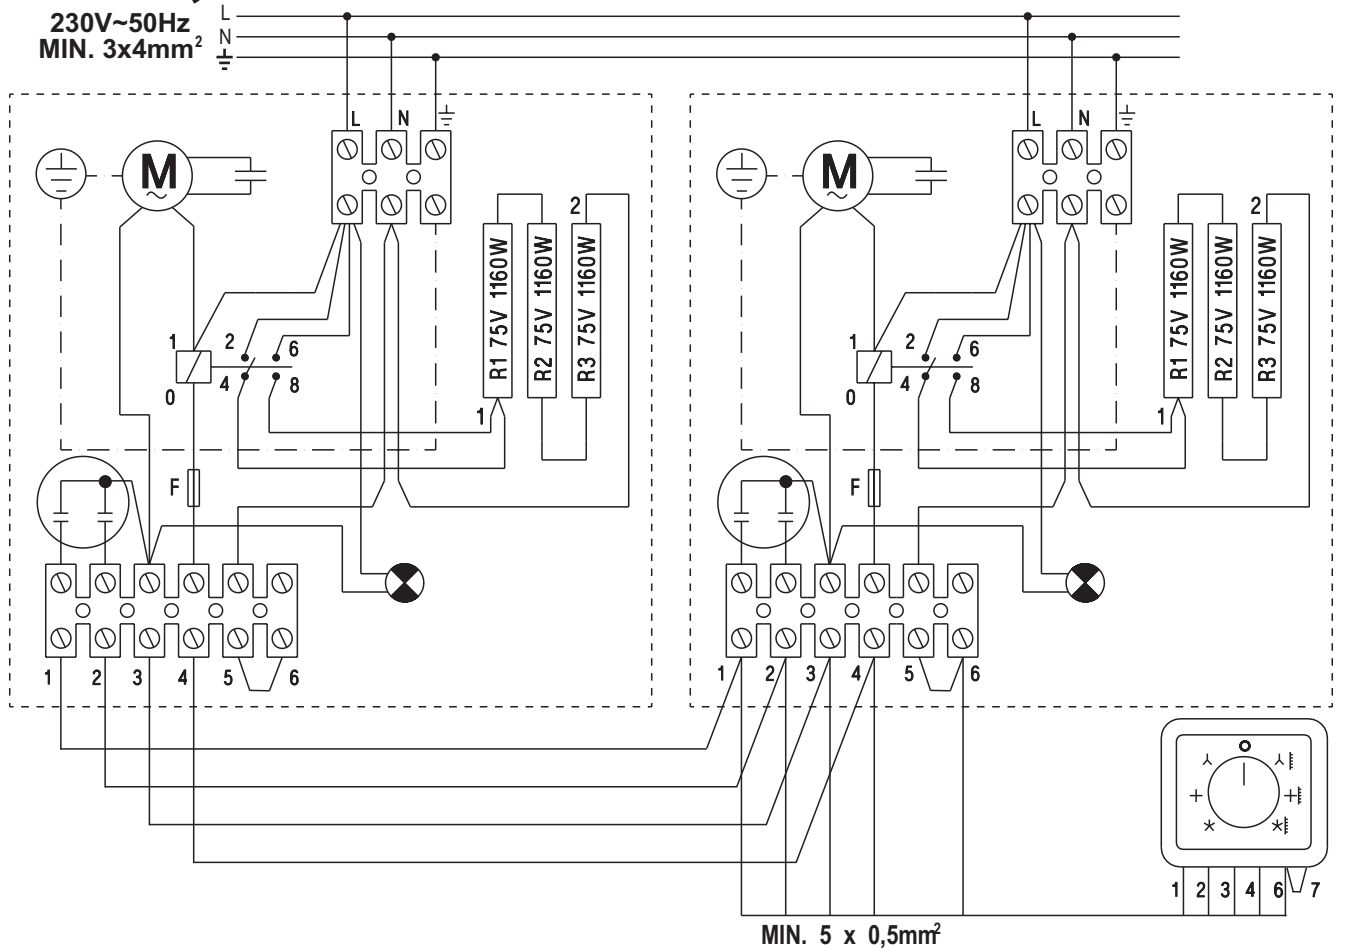 L
230V~50Hz
N
MIN. 3x4mm²
L N
L N
M
M
2
2
R1 75V 1160W
R2 75V 1160W
R3 75V 1160W
R1 75V 1160W
R2 75V 1160W
R3 75V 1160W
1 2 6
1 2 6
0 4 8
0 4 8
1
1
F
F
1 2 3 4 5 6
1 2 3 4 5 6
1 2 3 4 6 7
MIN. 5 x 0,5mm²